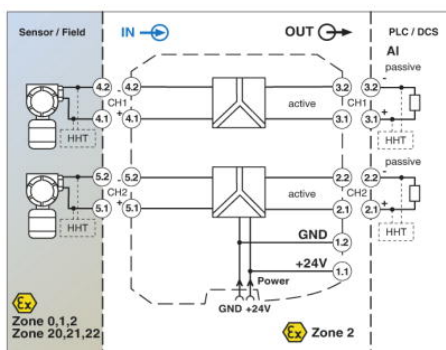 Sensor / Field
IN
OUT
PLC / DCS
AI
passive
4.2 4.2 - 3.2 3.2 -
CH1 CH1
4.1 4.1 + active 3.1 3.1 +
HHT HHT
passive
5.2 5.2 - 2.2 2.2 -
CH2 CH2
5.1 5.1 + active 2.1 2.1 +
HHT HHT
GND 1.2
+24V 1.1
Power
GND +24V
Ex
Zone 0,1,2
Zone 20,21,22
Ex Zone 2